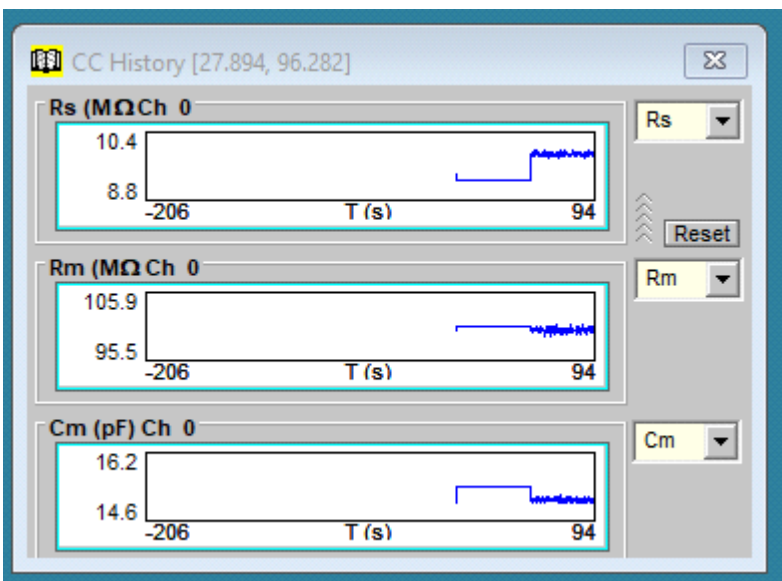 CC History [27.894, 96.282]
Rs (MΩ Ch 0
Rs
10.4
8.8
-206 T (s) 94
Reset
Rm (MΩ Ch 0
Rm
105.9
95.5
-206 T (s) 94
Cm (pF) Ch 0
Cm
16.2
14.6
-206 T (s) 94